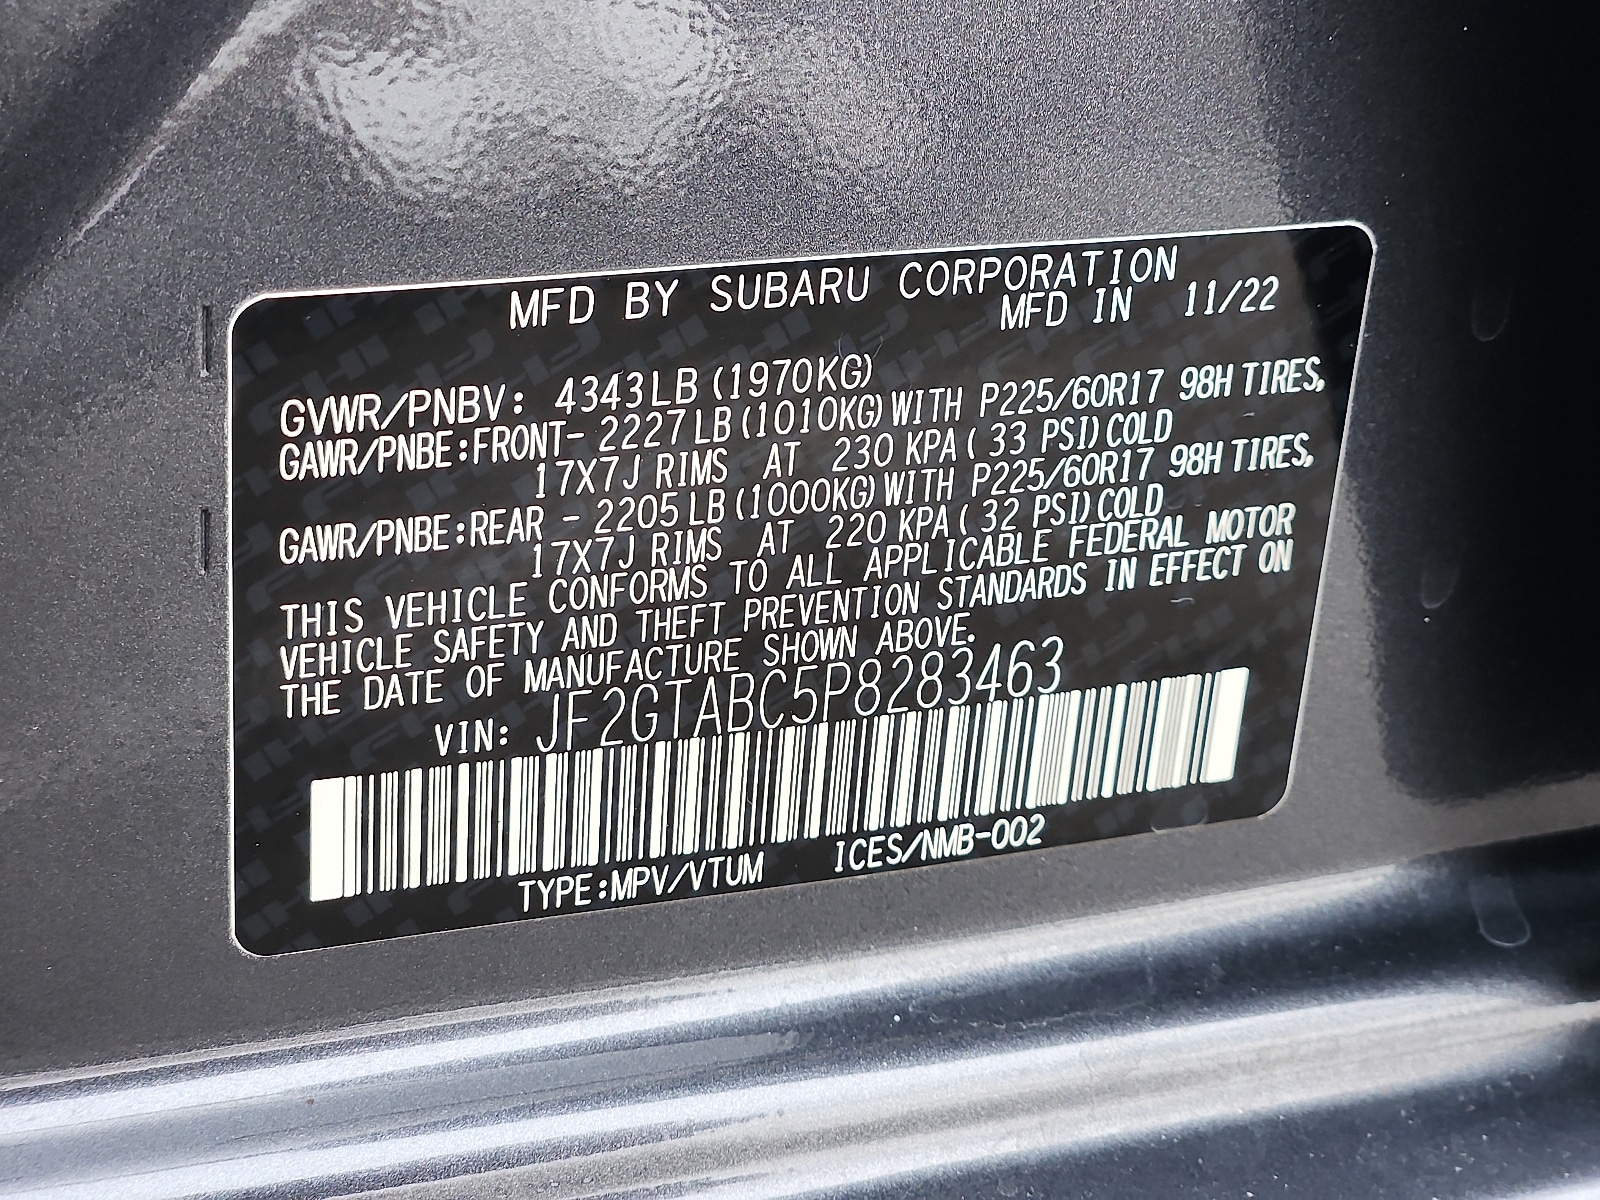 MFD BY SUBARU CORPORATION
MFD IN 11/22
GVWR/PNBV: 4343LB (1970KG)
GAWR/PNBE:FRONT- 2227LB(1010KG)WITH P225/60R17 98H TIRES,
17X7J RIMS AT 230 KPA( 33 PSI)COLD
GAWR/PNBE:REAR - 2205LB(1000KG)WITH P225/60R17 98H TIRES,
17X7J RIMS AT 220 KPA( 32 PSI)COLD
THIS VEHICLE CONFORMS TO ALL APPLICABLE FEDERAL MOTOR
VEHICLE SAFETY AND THEFT PREVENTION STANDARDS IN EFFECT ON
THE DATE OF MANUFACTURE SHOWN ABOVE.
VIN: JF2GTABC5P8283463
TYPE:MPV/VTUM ICES/NMB-002